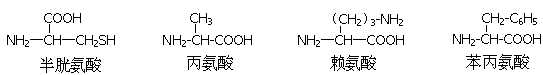 COOH
NH₂-CH-CH₂SH
半胱氨酸
CH₃
NH₂-CH-COOH
丙氨酸
(CH₂)₃-NH₂
NH₂-CH-COOH
赖氨酸
CH₂-C₆H₅
NH₂-CH-COOH
苯丙氨酸